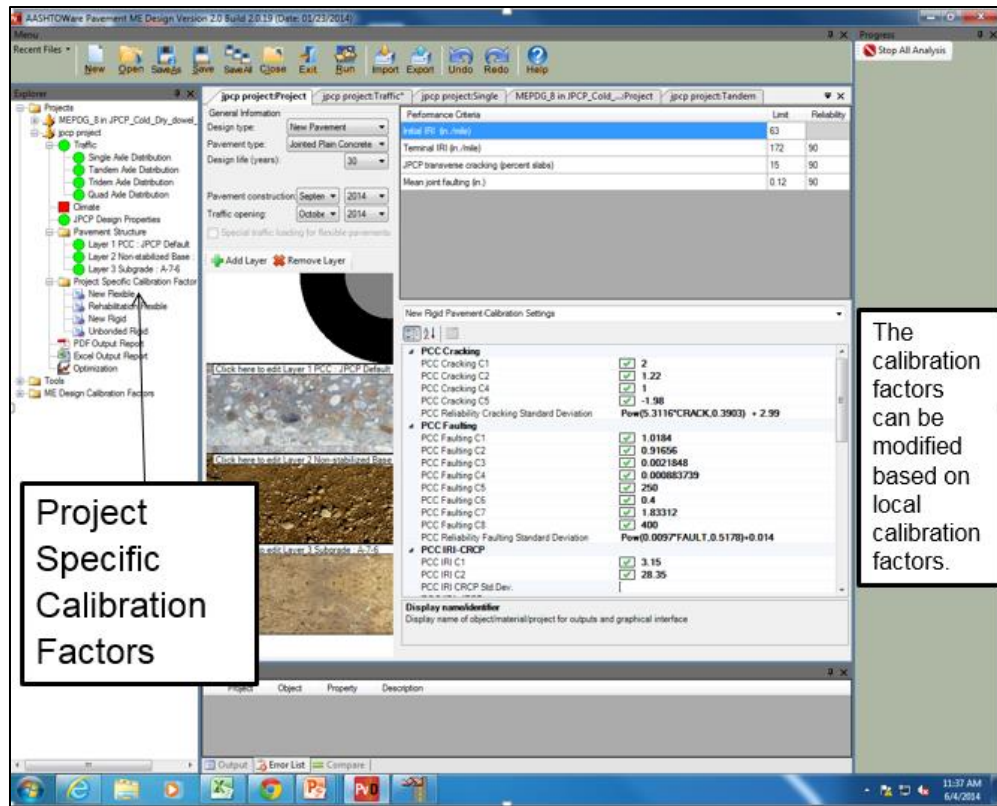 AASHTOWare Pavement ME Design Version 2.0 Build 2.0.19 (Date: 01/23/2014)
Menu
Recent Files
New Open SaveAs Save SaveAll Close Exit Run Import Export Undo Redo Help
Progress
Stop All Analysis
Explorer
Projects
MEPDG_8 in JPCP_Cold_Dry_dowel_
jpcp project
Traffic
Single Axle Distribution
Tandem Axle Distribution
Tridem Axle Distribution
Quad Axle Distribution
Climate
JPCP Design Properties
Pavement Structure
Layer 1 PCC : JPCP Default
Layer 2 Non-stabilized Base :
Layer 3 Subgrade : A-7-6
Project Specific Calibration Factor
New Flexible
Rehabilitation Flexible
New Rigid
Unbonded Rigid
PDF Output Report
Excel Output Report
Optimization
Tools
ME Design Calibration Factors
jpcp project:Project jpcp project:Traffic* jpcp project:Single MEPDG_8 in JPCP_Cold_...:Project jpcp project:Tandem
General Information
Design type: New Pavement
Pavement type: Jointed Plain Concrete
Design life (years): 30
Pavement construction: Septen 2014
Traffic opening: Octobe 2014
Special traffic loading for flexible pavements
Add Layer Remove Layer
Click here to edit Layer 1 PCC : JPCP Default
Click here to edit Layer 2 Non-stabilized Base
to edit Layer 3 Subgrade : A-7-6
Performance Criteria Limit Reliability
Initial IRI (in./mile) 63
Terminal IRI (in./mile) 172 90
JPCP transverse cracking (percent slabs) 15 90
Mean joint faulting (in.) 0.12 90
New Rigid Pavement-Calibration Settings
PCC Cracking
PCC Cracking C1 2
PCC Cracking C2 1.22
PCC Cracking C4 1
PCC Cracking C5 -1.98
PCC Reliability Cracking Standard Deviation Pow(5.3116*CRACK,0.3903) + 2.99
PCC Faulting
PCC Faulting C1 1.0184
PCC Faulting C2 0.91656
PCC Faulting C3 0.0021848
PCC Faulting C4 0.000883739
PCC Faulting C5 250
PCC Faulting C6 0.4
PCC Faulting C7 1.83312
PCC Faulting C8 400
PCC Reliability Faulting Standard Deviation Pow(0.0097*FAULT,0.5178)+0.014
PCC IRI-CRCP
PCC IRI C1 3.15
PCC IRI C2 28.35
PCC IRI CRCP Std.Dev.
Display name/identifier
Display name of object/material/project for outputs and graphical interface
Project
Specific
Calibration
Factors
The
calibration
factors
can be
modified
based on
local
calibration
factors.
Project Object Property Description
Output Error List Compare
11:37 AM
6/4/2014